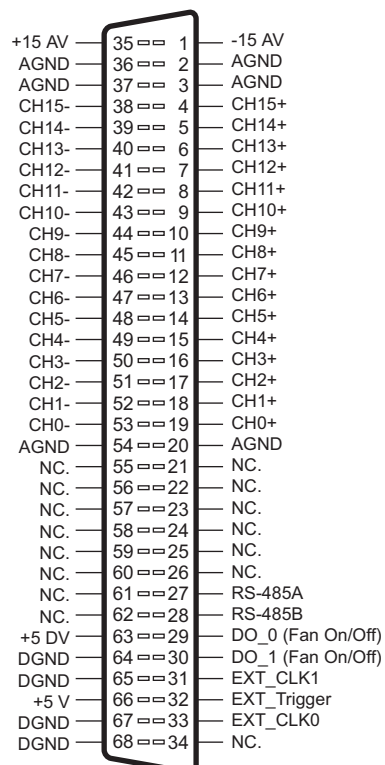 +15 AV 35 1 -15 AV
AGND 36 2 AGND
AGND 37 3 AGND
CH15- 38 4 CH15+
CH14- 39 5 CH14+
CH13- 40 6 CH13+
CH12- 41 7 CH12+
CH11- 42 8 CH11+
CH10- 43 9 CH10+
CH9- 44 10 CH9+
CH8- 45 11 CH8+
CH7- 46 12 CH7+
CH6- 47 13 CH6+
CH5- 48 14 CH5+
CH4- 49 15 CH4+
CH3- 50 16 CH3+
CH2- 51 17 CH2+
CH1- 52 18 CH1+
CH0- 53 19 CH0+
AGND 54 20 AGND
NC. 55 21 NC.
NC. 56 22 NC.
NC. 57 23 NC.
NC. 58 24 NC.
NC. 59 25 NC.
NC. 60 26 NC.
NC. 61 27 RS-485A
NC. 62 28 RS-485B
+5 DV 63 29 DO_0 (Fan On/Off)
DGND 64 30 DO_1 (Fan On/Off)
DGND 65 31 EXT_CLK1
+5 V 66 32 EXT_Trigger
DGND 67 33 EXT_CLK0
DGND 68 34 NC.